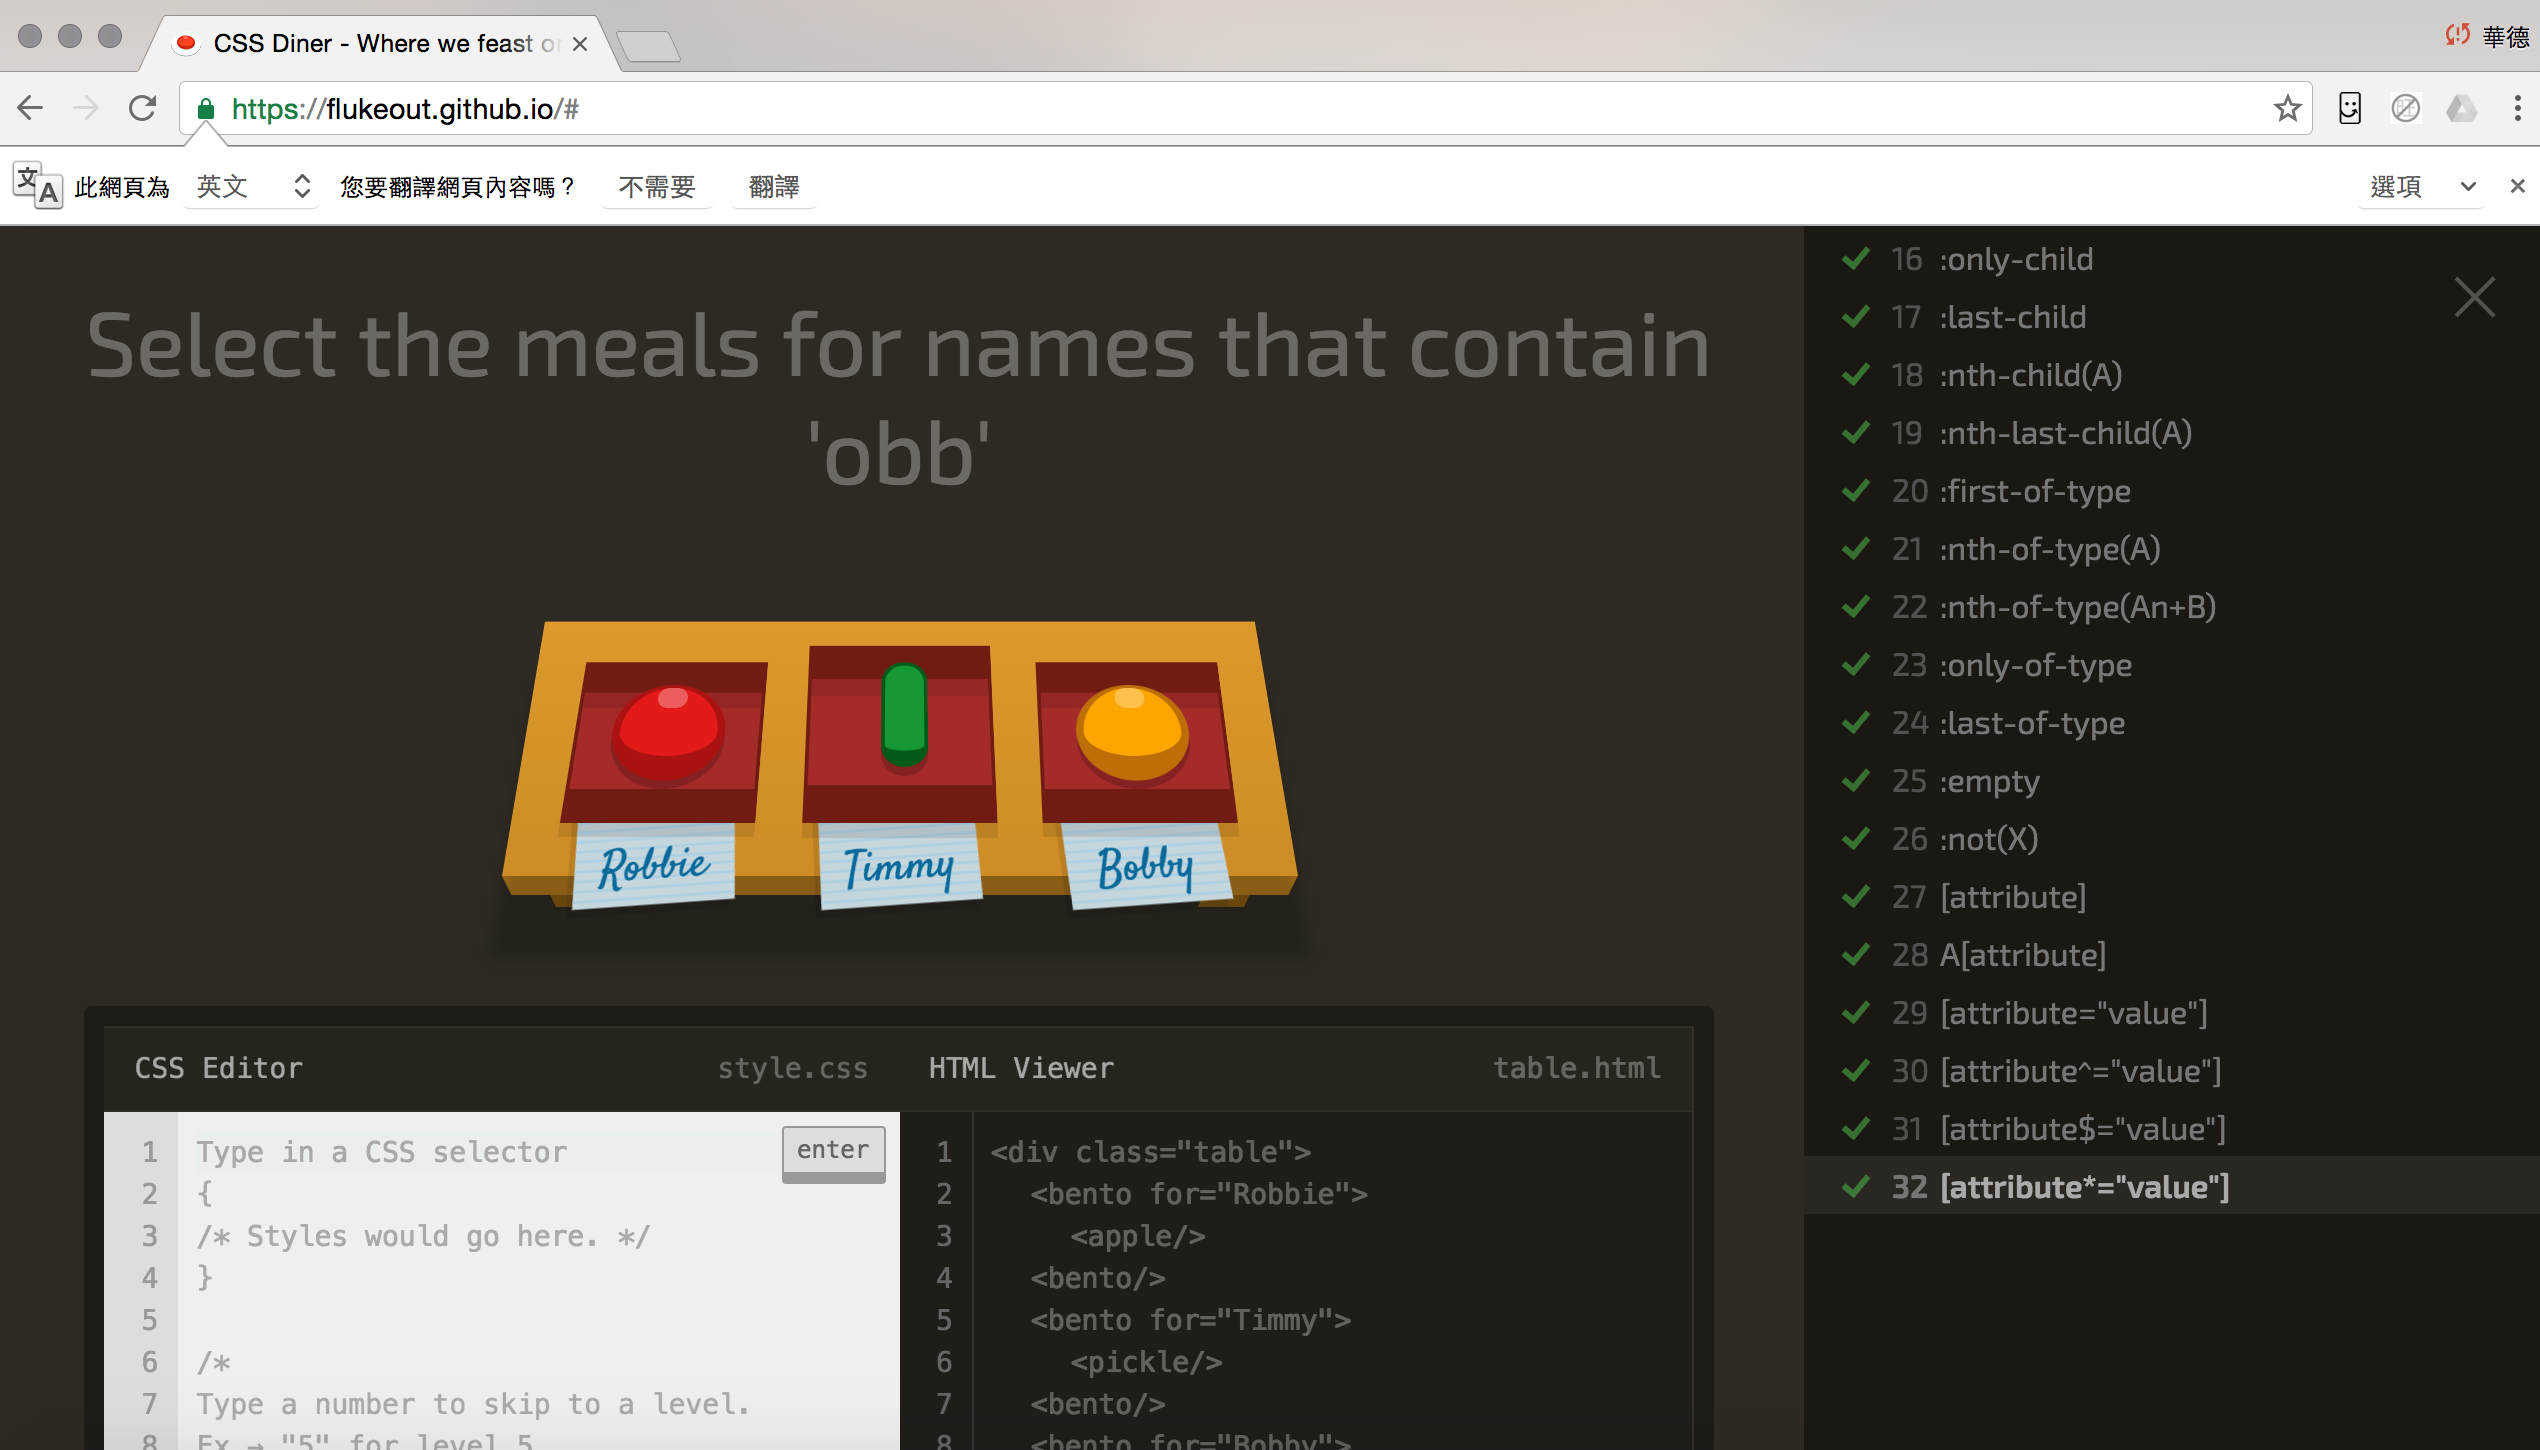 CSS Diner - Where we feast on
華德
https://flukeout.github.io/#
此網頁為 英文 您要翻譯網頁內容嗎？ 不需要 翻譯 選項
Select the meals for names that contain
'obb'
Robbie Timmy Bobby
CSS Editor style.css
1 Type in a CSS selector enter
2 {
3 /* Styles would go here. */
4 }
5
6 /*
7 Type a number to skip to a level.
8 Ex → "5" for level 5
HTML Viewer table.html
1 <div class="table">
2 <bento for="Robbie">
3 <apple/>
4 <bento/>
5 <bento for="Timmy">
6 <pickle/>
7 <bento/>
8 <bento for="Bobby">
16 :only-child
17 :last-child
18 :nth-child(A)
19 :nth-last-child(A)
20 :first-of-type
21 :nth-of-type(A)
22 :nth-of-type(An+B)
23 :only-of-type
24 :last-of-type
25 :empty
26 :not(X)
27 [attribute]
28 A[attribute]
29 [attribute="value"]
30 [attribute^="value"]
31 [attribute$="value"]
32 [attribute*="value"]